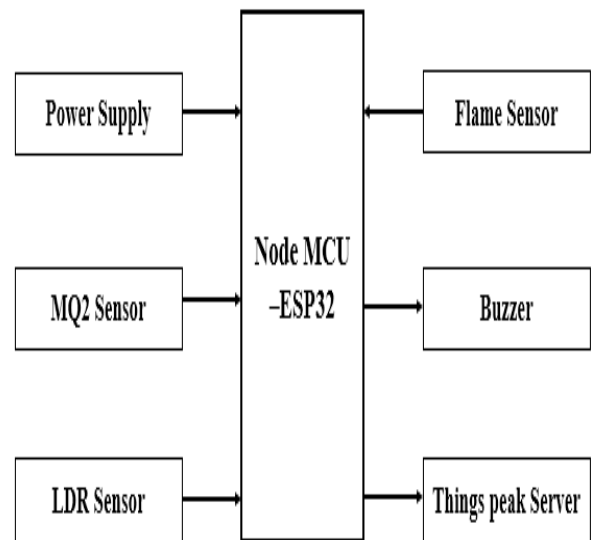 Power Supply
Flame Sensor
Node MCU
–ESP32
MQ2 Sensor
Buzzer
LDR Sensor
Things peak Server